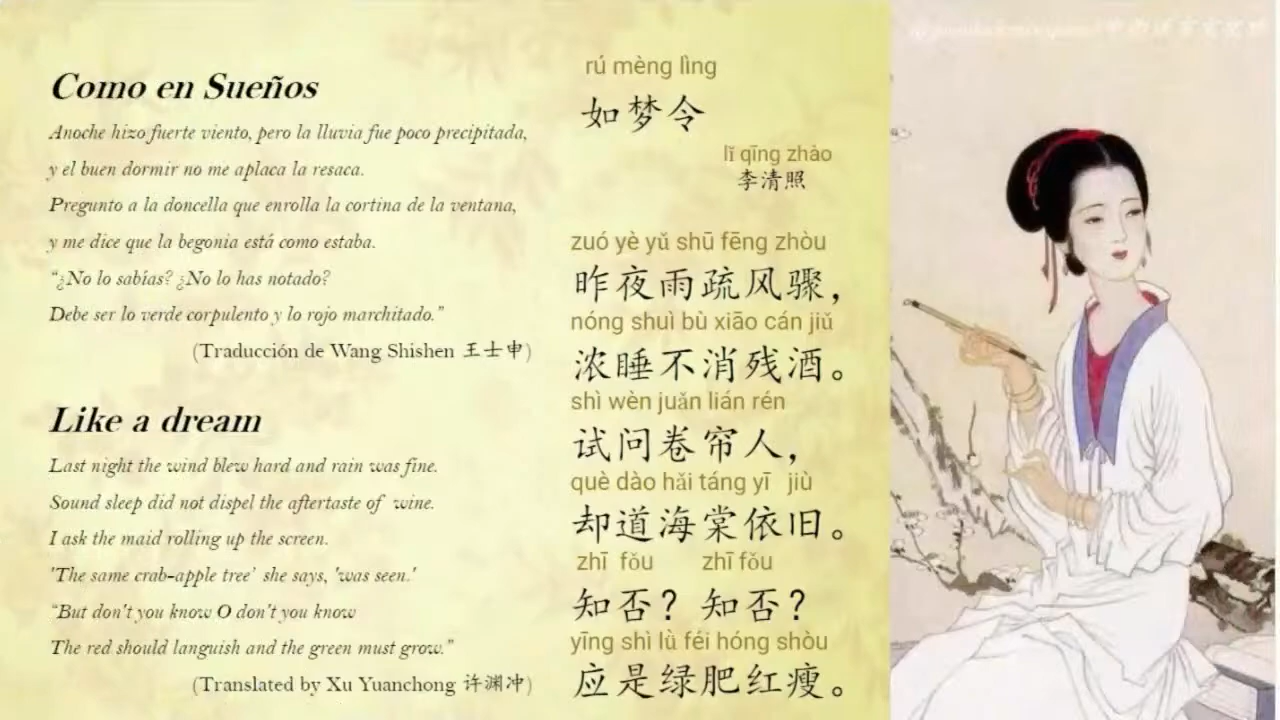 Como en Sueños
Anoche hizo fuerte viento, pero la lluvia fue poco precipitada,
y el buen dormir no me aplaca la resaca.
Pregunto a la doncella que enrolla la cortina de la ventana,
y me dice que la begonia está como estaba.
“¿No lo sabías? ¿No lo has notado?
Debe ser lo verde corpulento y lo rojo marchitado.”
(Traducción de Wang Shishen 王士申)
Like a dream
Last night the wind blew hard and rain was fine.
Sound sleep did not dispel the aftertaste of wine.
I ask the maid rolling up the screen.
'The same crab-apple tree’ she says, 'was seen.'
“But don't you know O don't you know
The red should languish and the green must grow.”
(Translated by Xu Yuanchong 许渊冲)
rú mèng lìng
如梦令
lǐ qīng zhào
李清照
zuó yè yǔ shū fēng zhòu
昨夜雨疏风骤，
nóng shuì bù xiāo cán jiǔ
浓睡不消残酒。
shì wèn juǎn lián rén
试问卷帘人，
què dào hǎi táng yī jiù
却道海棠依旧。
zhī fǒu zhī fǒu
知否？知否？
yīng shì lǜ féi hóng shòu
应是绿肥红瘦。